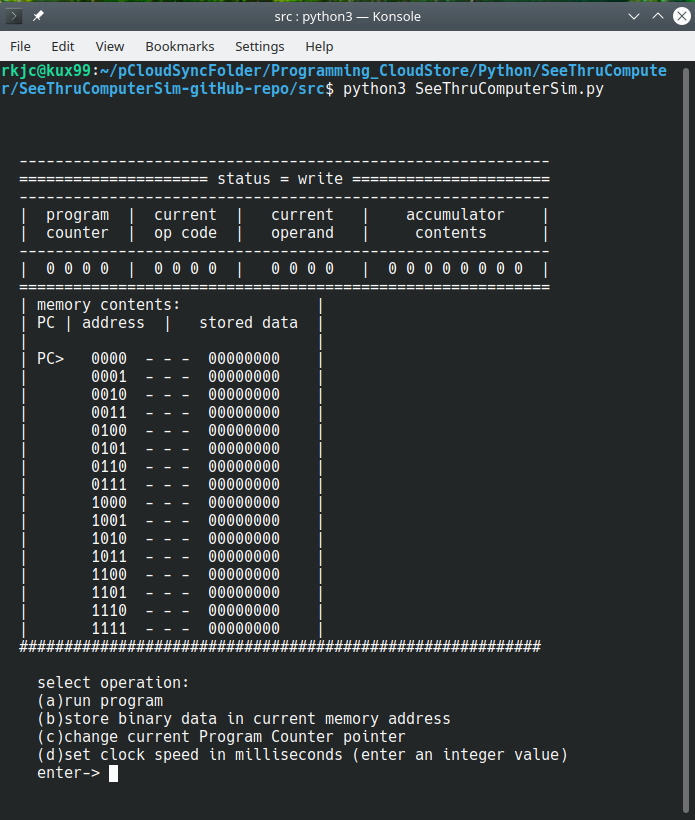 src : python3 — Konsole
File Edit View Bookmarks Settings Help
rkjc@kux99:~/pCloudSyncFolder/Programming_CloudStore/Python/SeeThruCompute
r/SeeThruComputerSim-gitHub-repo/src$ python3 SeeThruComputerSim.py
-----------------------------------------------------------
===================== status = write ======================
-----------------------------------------------------------
|  program  |  current  |   current   |    accumulator    |
|  counter  |  op code  |   operand   |     contents      |
-----------------------------------------------------------
|  0 0 0 0  |  0 0 0 0  |   0 0 0 0   |  0 0 0 0 0 0 0 0  |
===========================================================
| memory contents:               |
| PC | address  |   stored data  |
|                                |
| PC>   0000  - - -  00000000    |
|       0001  - - -  00000000    |
|       0010  - - -  00000000    |
|       0011  - - -  00000000    |
|       0100  - - -  00000000    |
|       0101  - - -  00000000    |
|       0110  - - -  00000000    |
|       0111  - - -  00000000    |
|       1000  - - -  00000000    |
|       1001  - - -  00000000    |
|       1010  - - -  00000000    |
|       1011  - - -  00000000    |
|       1100  - - -  00000000    |
|       1101  - - -  00000000    |
|       1110  - - -  00000000    |
|       1111  - - -  00000000    |
##########################################################
select operation:
(a)run program
(b)store binary data in current memory address
(c)change current Program Counter pointer
(d)set clock speed in milliseconds (enter an integer value)
enter->